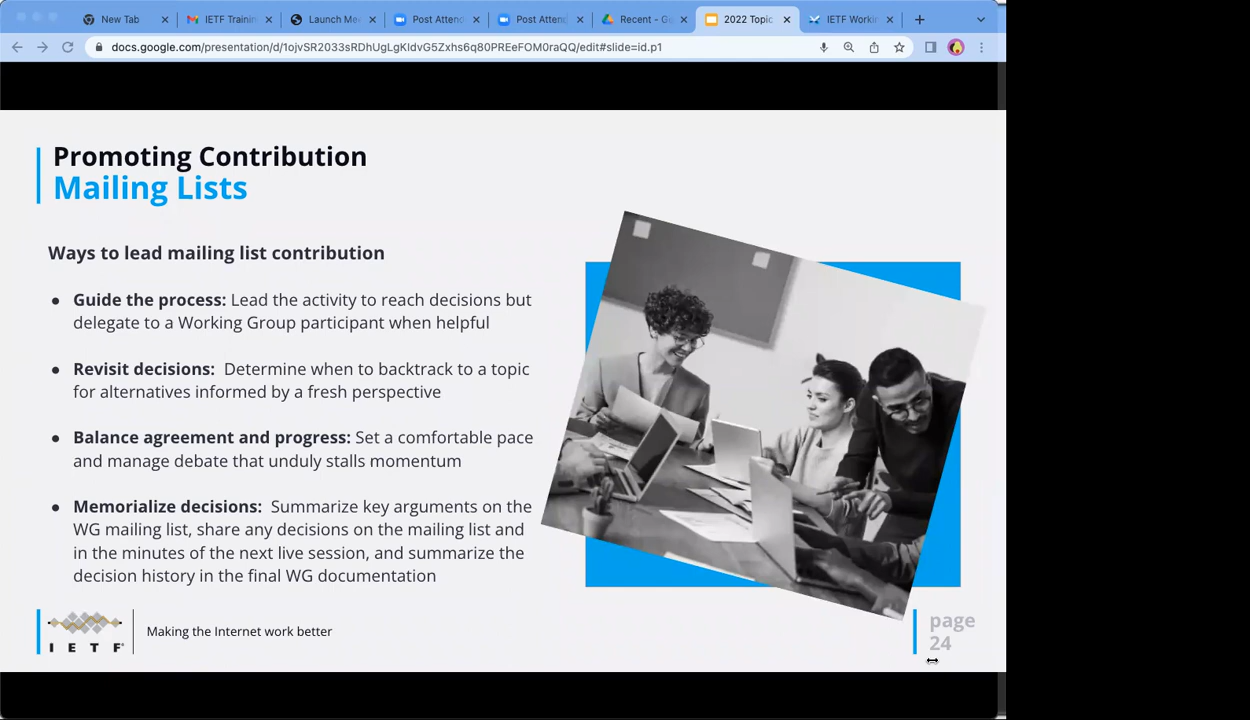 New Tab
IETF Trainin
Launch Me
Post Attend
Post Attend
Recent - G
2022 Topic
IETF Workin
docs.google.com/presentation/d/1ojvSR2033sRDhUgLgKIdvG5Zxhs6q80PREeFOM0raQQ/edit#slide=id.p1
Promoting Contribution
Mailing Lists
Ways to lead mailing list contribution
● Guide the process: Lead the activity to reach decisions but
delegate to a Working Group participant when helpful
● Revisit decisions: Determine when to backtrack to a topic
for alternatives informed by a fresh perspective
● Balance agreement and progress: Set a comfortable pace
and manage debate that unduly stalls momentum
● Memorialize decisions: Summarize key arguments on the
WG mailing list, share any decisions on the mailing list and
in the minutes of the next live session, and summarize the
decision history in the final WG documentation
I E T F
Making the Internet work better
page
24